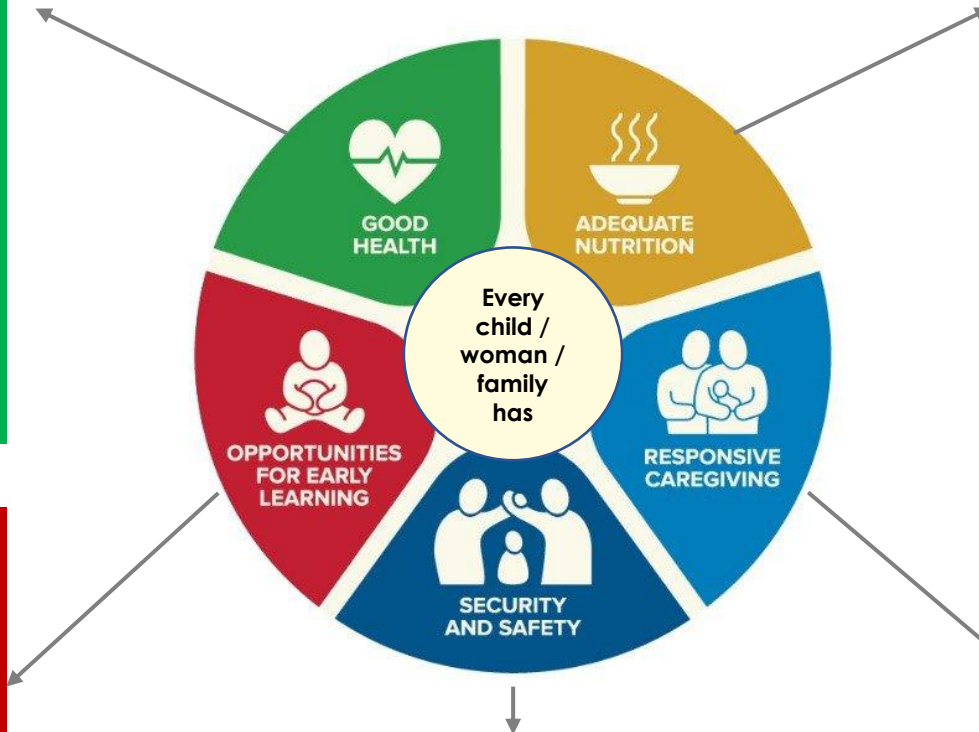 GOOD
HEALTH
ADEQUATE
NUTRITION
Every
child /
woman /
family
has
OPPORTUNITIES
FOR EARLY
LEARNING
RESPONSIVE
CAREGIVING
SECURITY
AND SAFETY